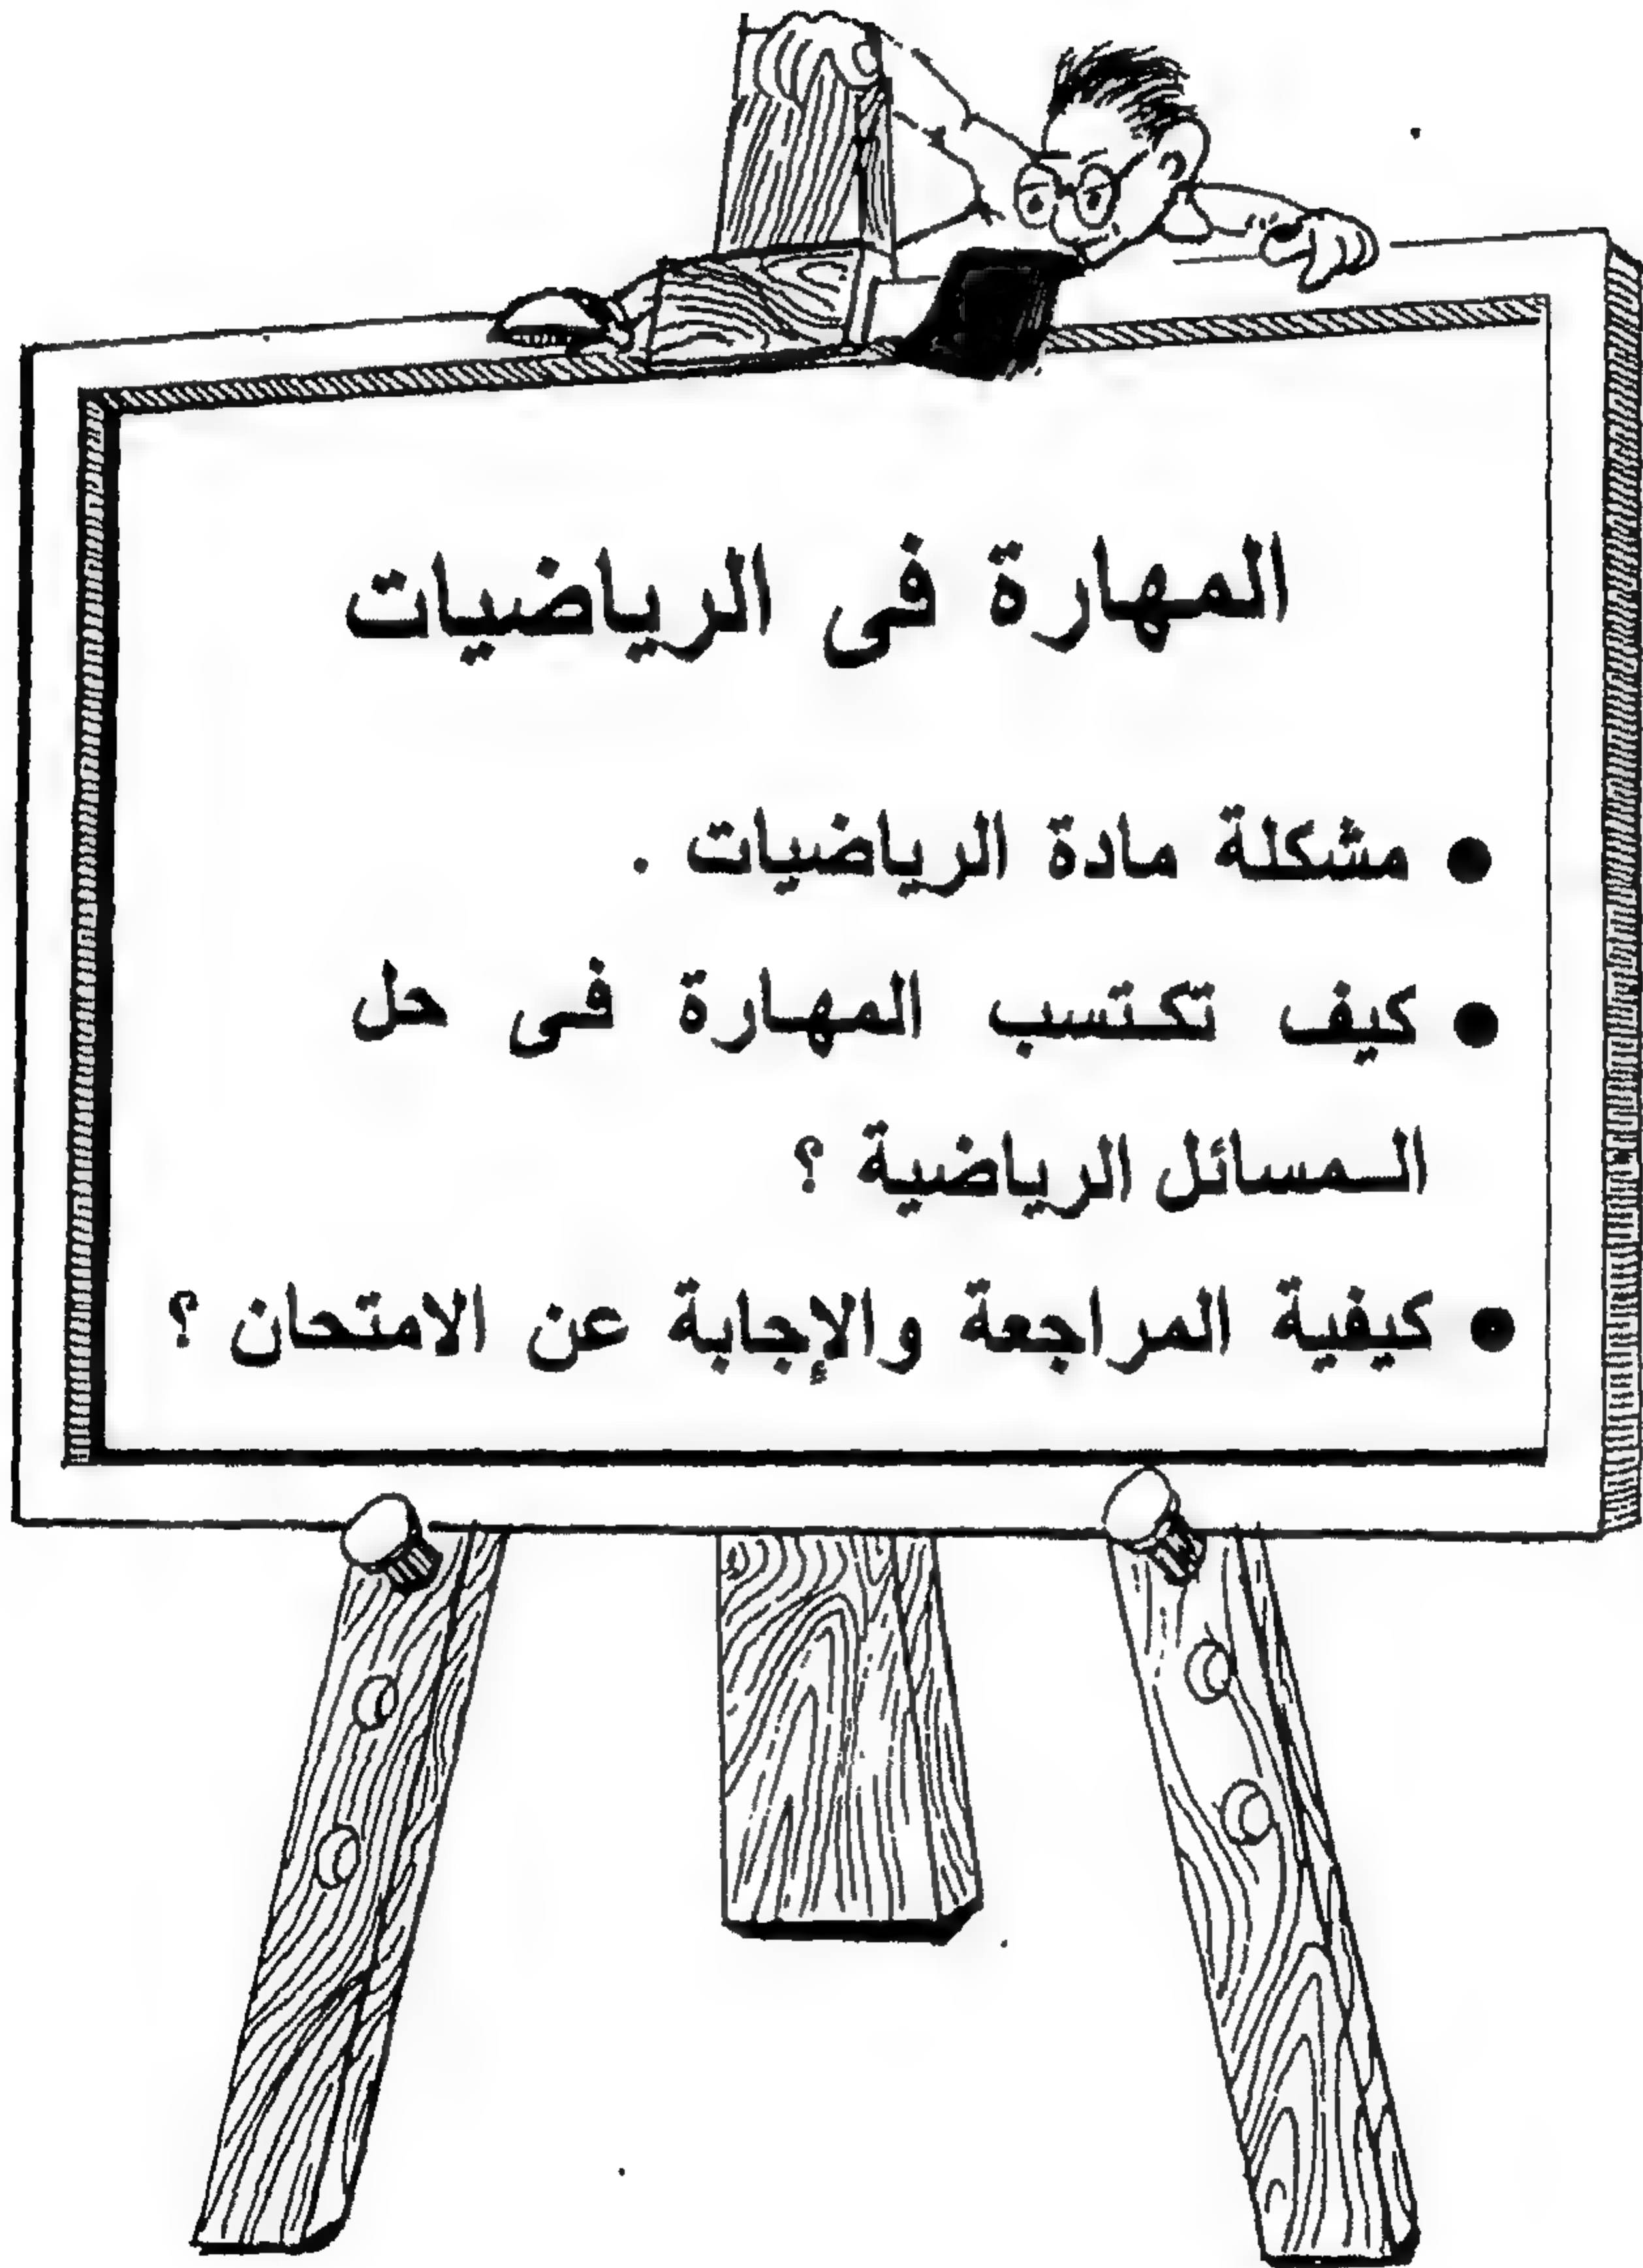 المهارة فى الرياضيات
● مشكلة مادة الرياضيات .
● كيف تكتسب المهارة فى حل
المسائل الرياضية ؟
● كيفية المراجعة والإجابة عن الامتحان ؟